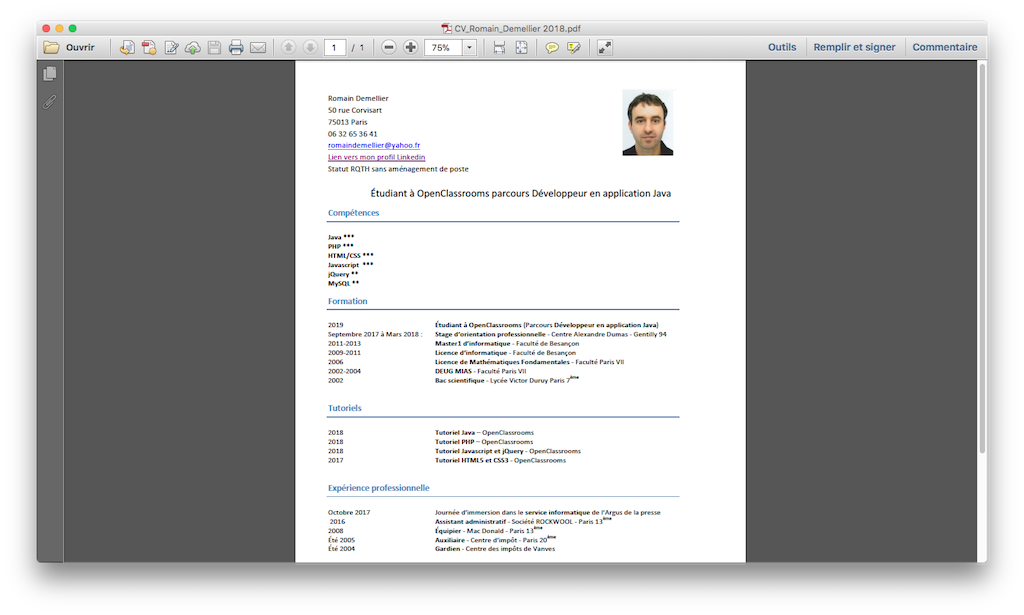 CV_Romain_Demellier 2018.pdf
Ouvrir 1 / 1 75% Outils Remplir et signer Commentaire
Romain Demellier
50 rue Corvisart
75013 Paris
06 32 65 36 41
romaindemellier@yahoo.fr
Lien vers mon profil Linkedin
Statut RQTH sans aménagement de poste
Étudiant à OpenClassrooms parcours Développeur en application Java
Compétences
Java ***
PHP ***
HTML/CSS ***
Javascript ***
jQuery **
MySQL **
Formation
2019 Étudiant à OpenClassrooms (Parcours Développeur en application Java)
Septembre 2017 à Mars 2018 : Stage d'orientation professionnelle - Centre Alexandre Dumas - Gentilly 94
2011-2013 Master1 d'informatique - Faculté de Besançon
2009-2011 Licence d'informatique - Faculté de Besançon
2006 Licence de Mathématiques Fondamentales - Faculté Paris VII
2002-2004 DEUG MIAS - Faculté Paris VII
2002 Bac scientifique - Lycée Victor Duruy Paris 7ème
Tutoriels
2018 Tutoriel Java – OpenClassrooms
2018 Tutoriel PHP – OpenClassrooms
2018 Tutoriel Javascript et jQuery - OpenClassrooms
2017 Tutoriel HTML5 et CSS3 - OpenClassrooms
Expérience professionnelle
Octobre 2017 Journée d'immersion dans le service informatique de l'Argus de la presse
2016 Assistant administratif - Société ROCKWOOL - Paris 13ème
2008 Équipier - Mac Donald - Paris 13ème
Été 2005 Auxiliaire - Centre d'impôt - Paris 20ème
Été 2004 Gardien - Centre des impôts de Vanves